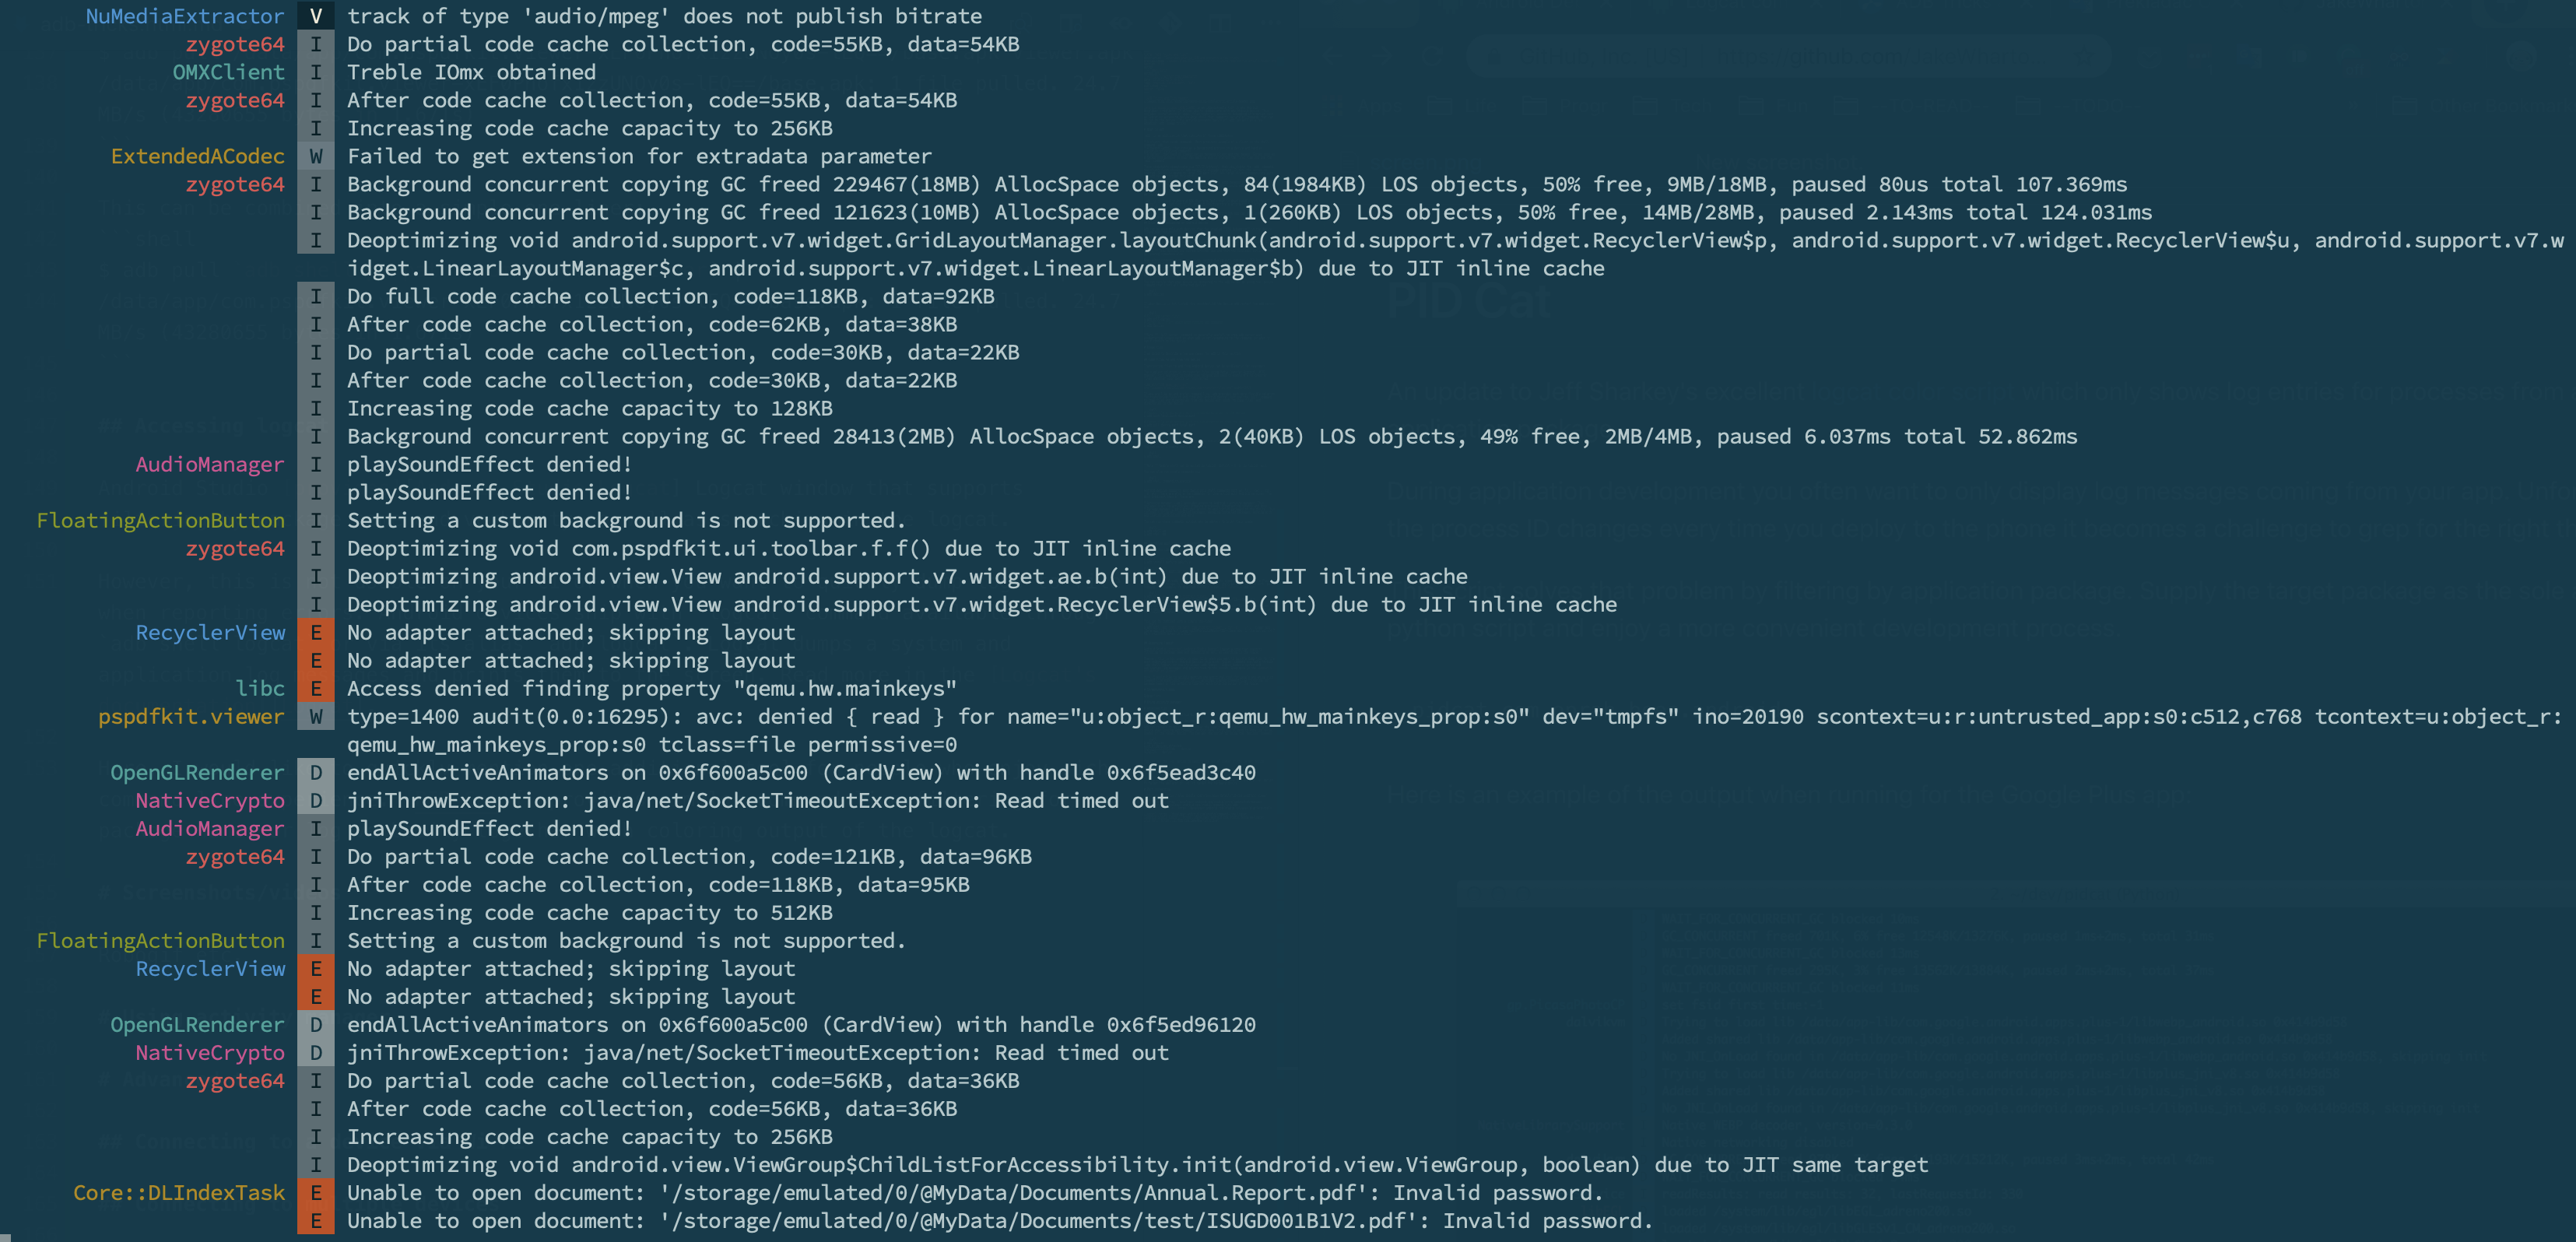 NuMediaExtractor V track of type 'audio/mpeg' does not publish bitrate
zygote64 I Do partial code cache collection, code=55KB, data=54KB
OMXClient I Treble IOmx obtained
zygote64 I After code cache collection, code=55KB, data=54KB
I Increasing code cache capacity to 256KB
ExtendedACodec W Failed to get extension for extradata parameter
zygote64 I Background concurrent copying GC freed 229467(18MB) AllocSpace objects, 84(1984KB) LOS objects, 50% free, 9MB/18MB, paused 80us total 107.369ms
I Background concurrent copying GC freed 121623(10MB) AllocSpace objects, 1(260KB) LOS objects, 50% free, 14MB/28MB, paused 2.143ms total 124.031ms
I Deoptimizing void android.support.v7.widget.GridLayoutManager.layoutChunk(android.support.v7.widget.RecyclerView$p, android.support.v7.widget.RecyclerView$u, android.support.v7.w
idget.LinearLayoutManager$c, android.support.v7.widget.LinearLayoutManager$b) due to JIT inline cache
I Do full code cache collection, code=118KB, data=92KB
I After code cache collection, code=62KB, data=38KB
I Do partial code cache collection, code=30KB, data=22KB
I After code cache collection, code=30KB, data=22KB
I Increasing code cache capacity to 128KB
I Background concurrent copying GC freed 28413(2MB) AllocSpace objects, 2(40KB) LOS objects, 49% free, 2MB/4MB, paused 6.037ms total 52.862ms
AudioManager I playSoundEffect denied!
I playSoundEffect denied!
FloatingActionButton I Setting a custom background is not supported.
zygote64 I Deoptimizing void com.pspdfkit.ui.toolbar.f.f() due to JIT inline cache
I Deoptimizing android.view.View android.support.v7.widget.ae.b(int) due to JIT inline cache
I Deoptimizing android.view.View android.support.v7.widget.RecyclerView$5.b(int) due to JIT inline cache
RecyclerView E No adapter attached; skipping layout
E No adapter attached; skipping layout
libc E Access denied finding property "qemu.hw.mainkeys"
pspdfkit.viewer W type=1400 audit(0.0:16295): avc: denied { read } for name="u:object_r:qemu_hw_mainkeys_prop:s0" dev="tmpfs" ino=20190 scontext=u:r:untrusted_app:s0:c512,c768 tcontext=u:object_r:
qemu_hw_mainkeys_prop:s0 tclass=file permissive=0
OpenGLRenderer D endAllActiveAnimators on 0x6f600a5c00 (CardView) with handle 0x6f5ead3c40
NativeCrypto D jniThrowException: java/net/SocketTimeoutException: Read timed out
AudioManager I playSoundEffect denied!
zygote64 I Do partial code cache collection, code=121KB, data=96KB
I After code cache collection, code=118KB, data=95KB
I Increasing code cache capacity to 512KB
FloatingActionButton I Setting a custom background is not supported.
RecyclerView E No adapter attached; skipping layout
E No adapter attached; skipping layout
OpenGLRenderer D endAllActiveAnimators on 0x6f600a5c00 (CardView) with handle 0x6f5ed96120
NativeCrypto D jniThrowException: java/net/SocketTimeoutException: Read timed out
zygote64 I Do partial code cache collection, code=56KB, data=36KB
I After code cache collection, code=56KB, data=36KB
I Increasing code cache capacity to 256KB
I Deoptimizing void android.view.ViewGroup$ChildListForAccessibility.init(android.view.ViewGroup, boolean) due to JIT same target
Core::DLIndexTask E Unable to open document: '/storage/emulated/0/@MyData/Documents/Annual.Report.pdf': Invalid password.
E Unable to open document: '/storage/emulated/0/@MyData/Documents/test/ISUGD001B1V2.pdf': Invalid password.
PID Cat